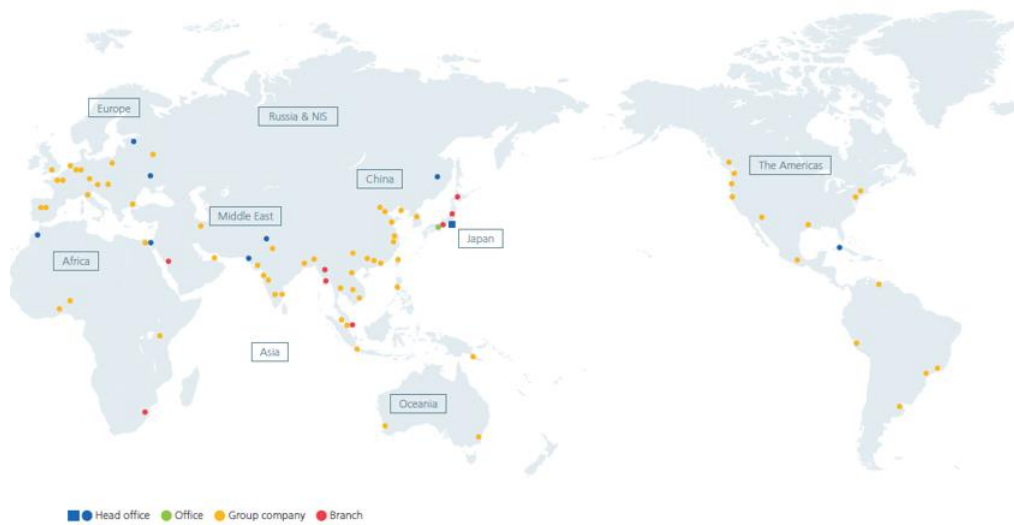 Europe
Russia & NIS
China
The Americas
Middle East
Japan
Africa
Asia
Oceania
Head office Office Group company Branch